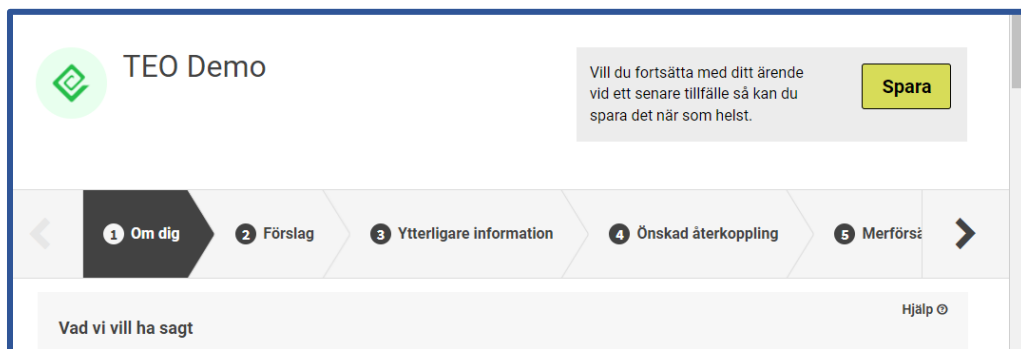 TEO Demo
Vill du fortsätta med ditt ärende
vid ett senare tillfälle så kan du
spara det när som helst.
Spara
1 Om dig
2 Förslag
3 Ytterligare information
4 Önskad återkoppling
5
Hjälp
Vad vi vill ha sagt